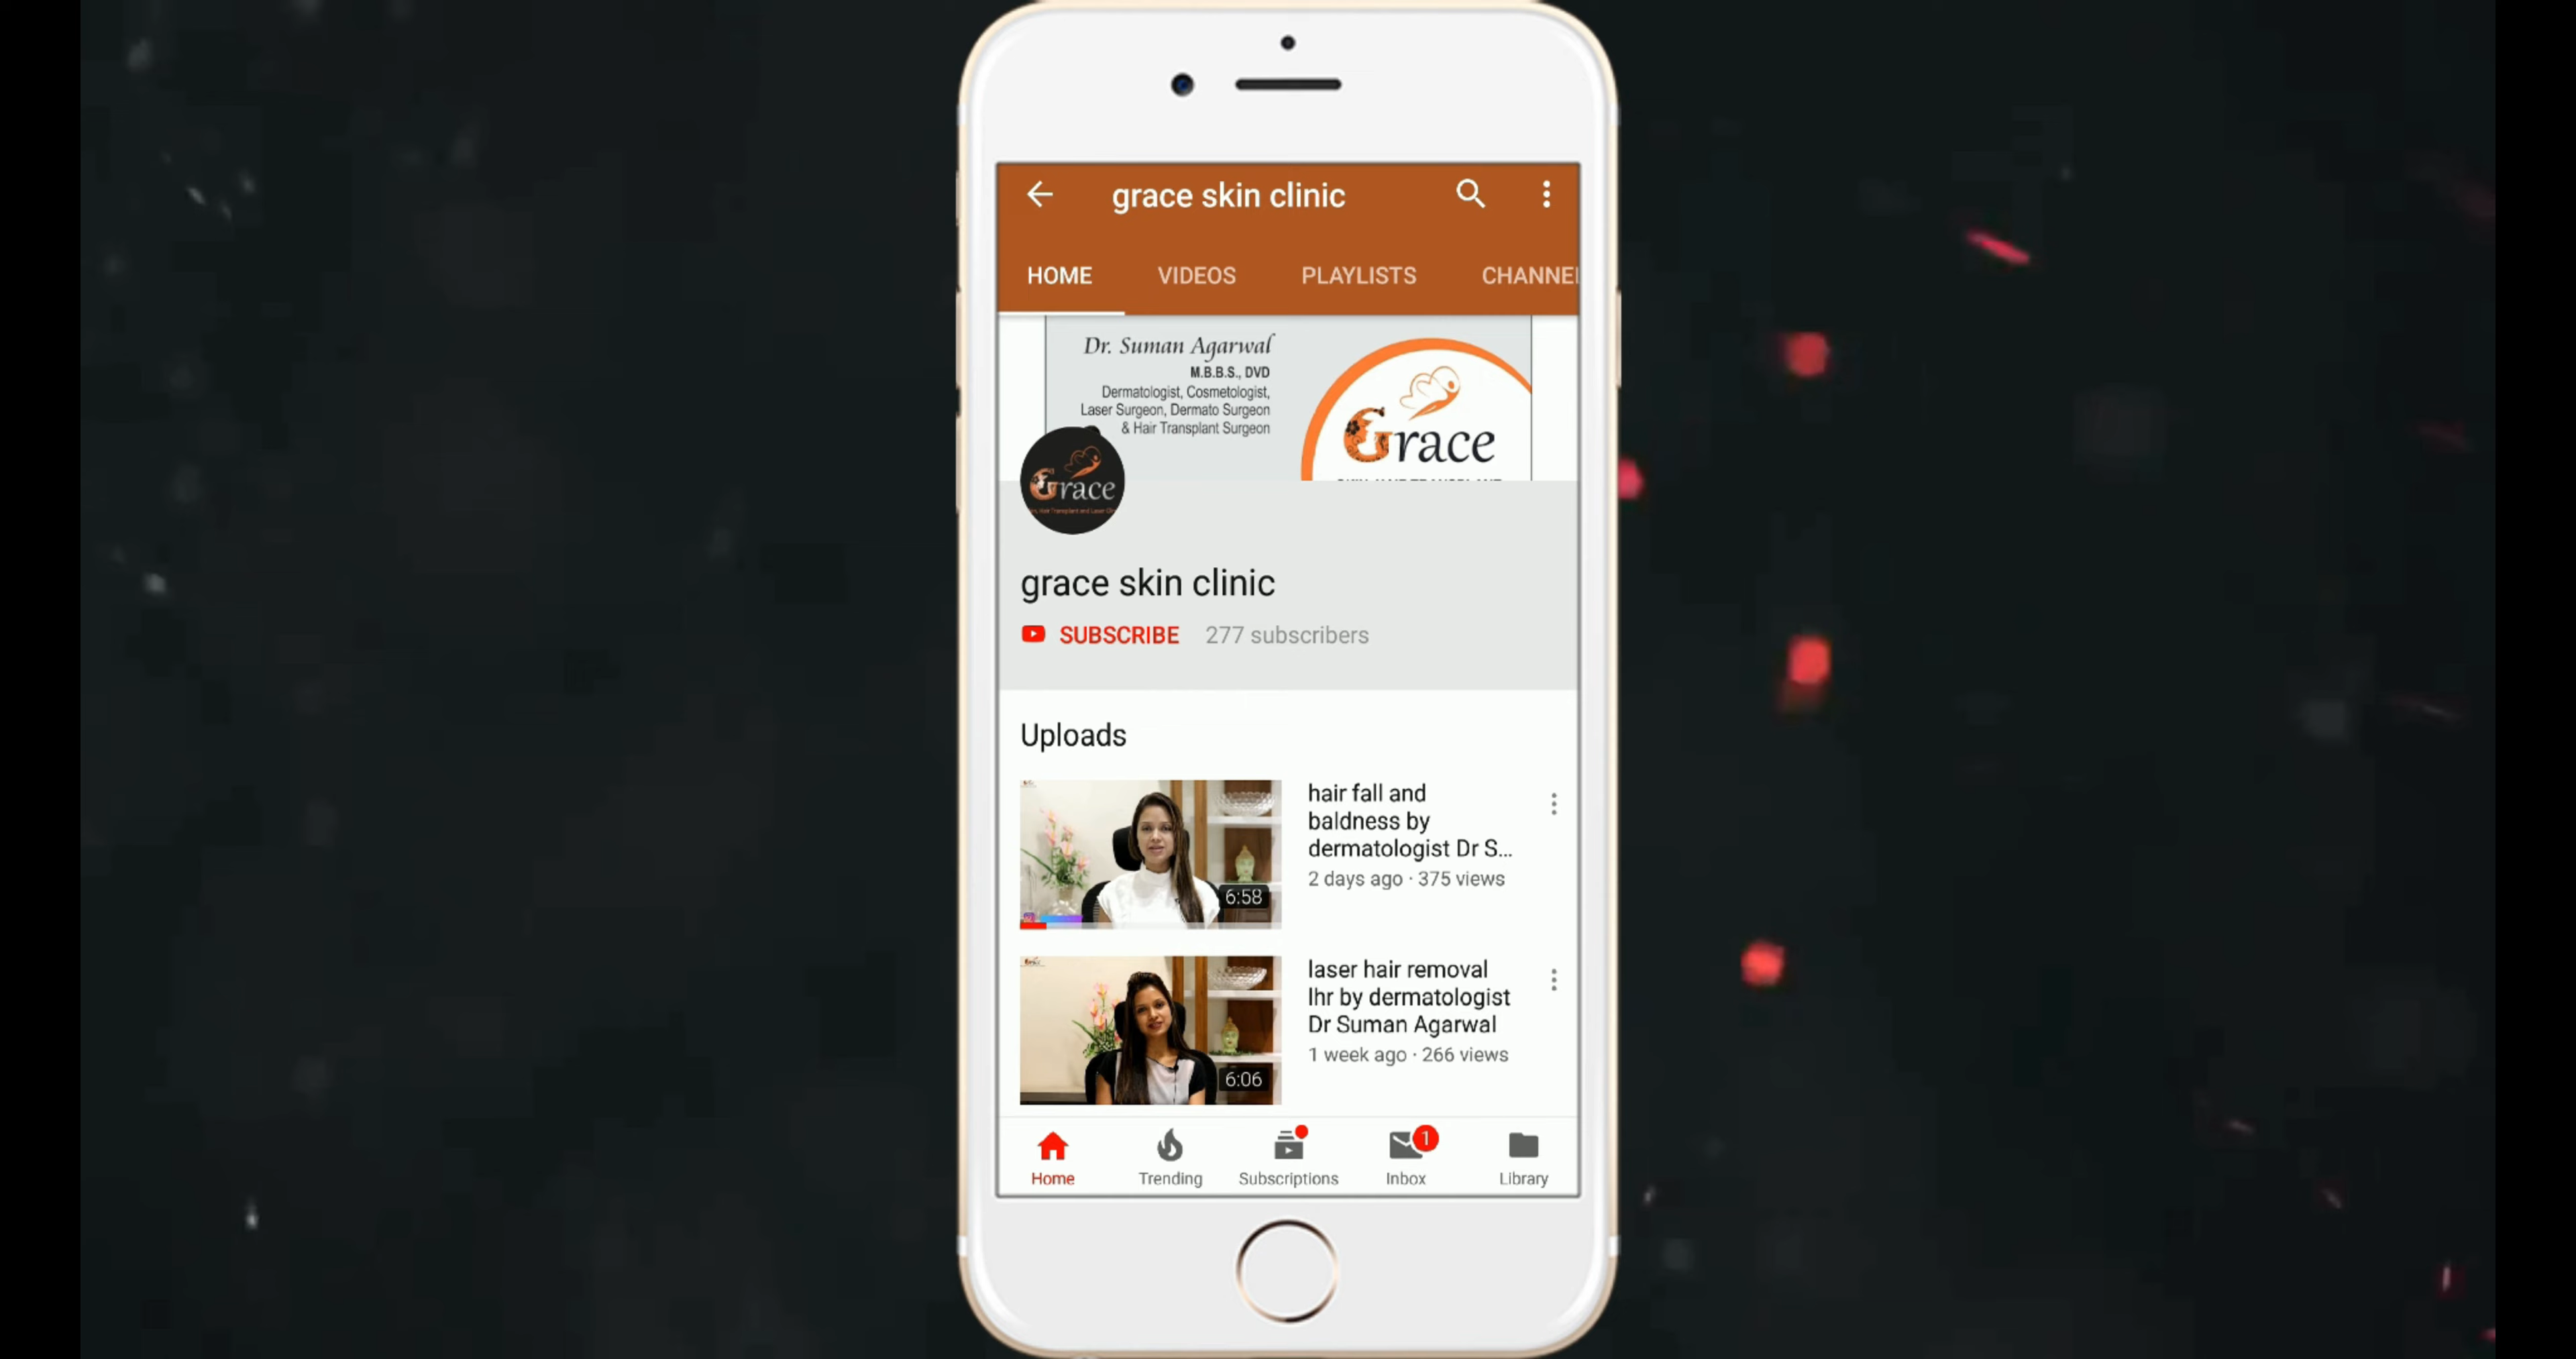 grace skin clinic
HOME VIDEOS PLAYLISTS CHANNEL
Dr. Suman Agarwal
M.B.B.S., DVD
Dermatologist, Cosmetologist,
Laser Surgeon, Dermato Surgeon
& Hair Transplant Surgeon
Grace
Grace
grace skin clinic
SUBSCRIBE 277 subscribers
Uploads
hair fall and
baldness by
dermatologist Dr S...
2 days ago · 375 views
6:58
laser hair removal
lhr by dermatologist
Dr Suman Agarwal
1 week ago · 266 views
6:06
1
Home Trending Subscriptions Inbox Library